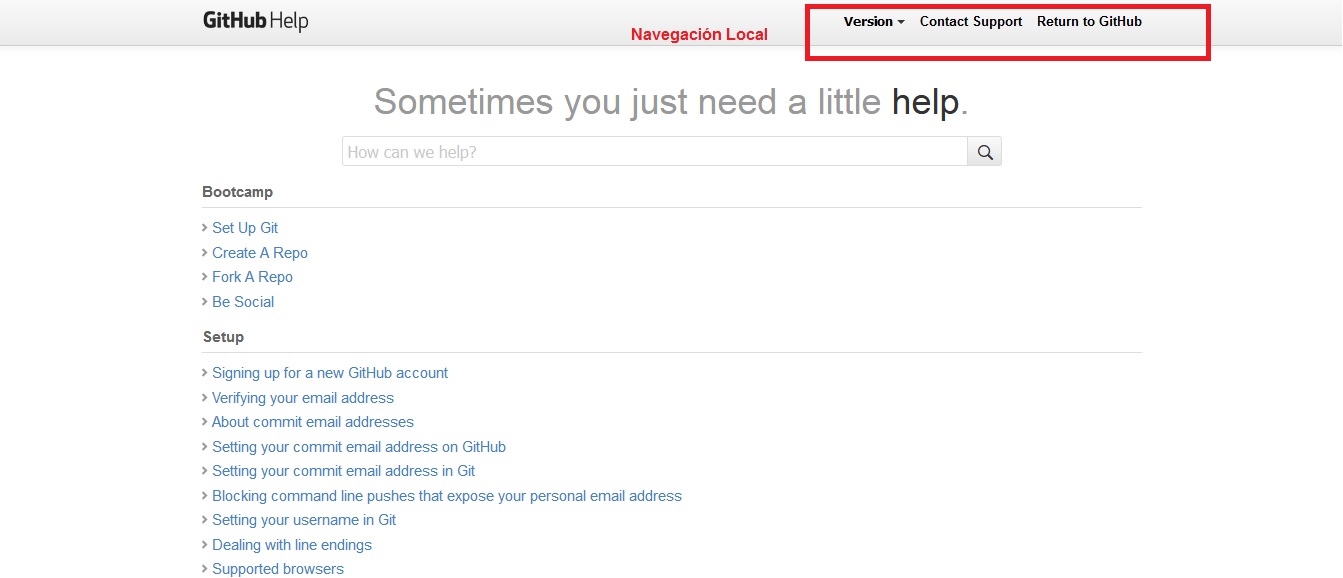 GitHub Help
Version Contact Support Return to GitHub
Navegación Local
Sometimes you just need a little help.
How can we help?
Bootcamp
Set Up Git
Create A Repo
Fork A Repo
Be Social
Setup
Signing up for a new GitHub account
Verifying your email address
About commit email addresses
Setting your commit email address on GitHub
Setting your commit email address in Git
Blocking command line pushes that expose your personal email address
Setting your username in Git
Dealing with line endings
Supported browsers